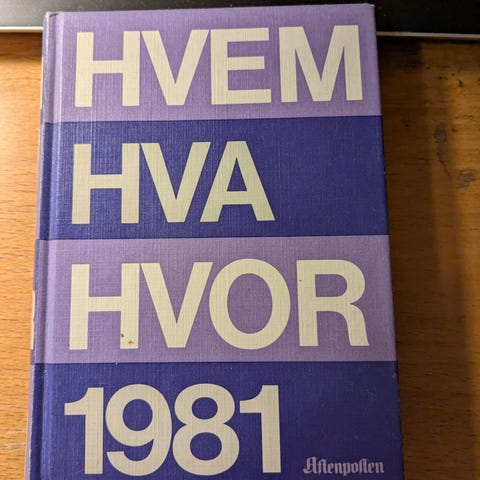 HVEM
HVA
HVOR
1981
Aftenposten